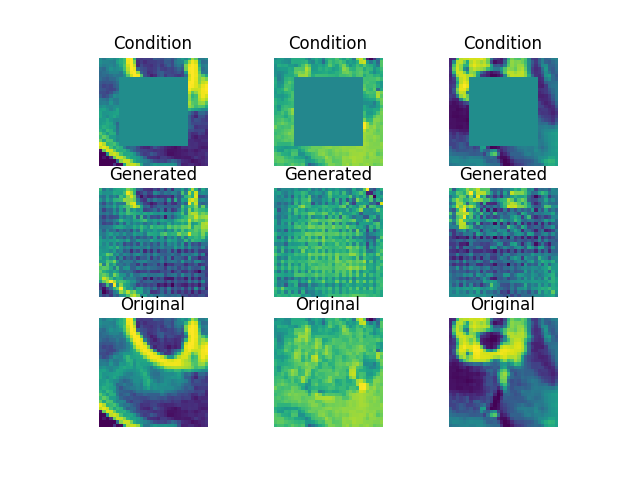 Condition Condition Condition
Generated Generated Generated
Original Original Original